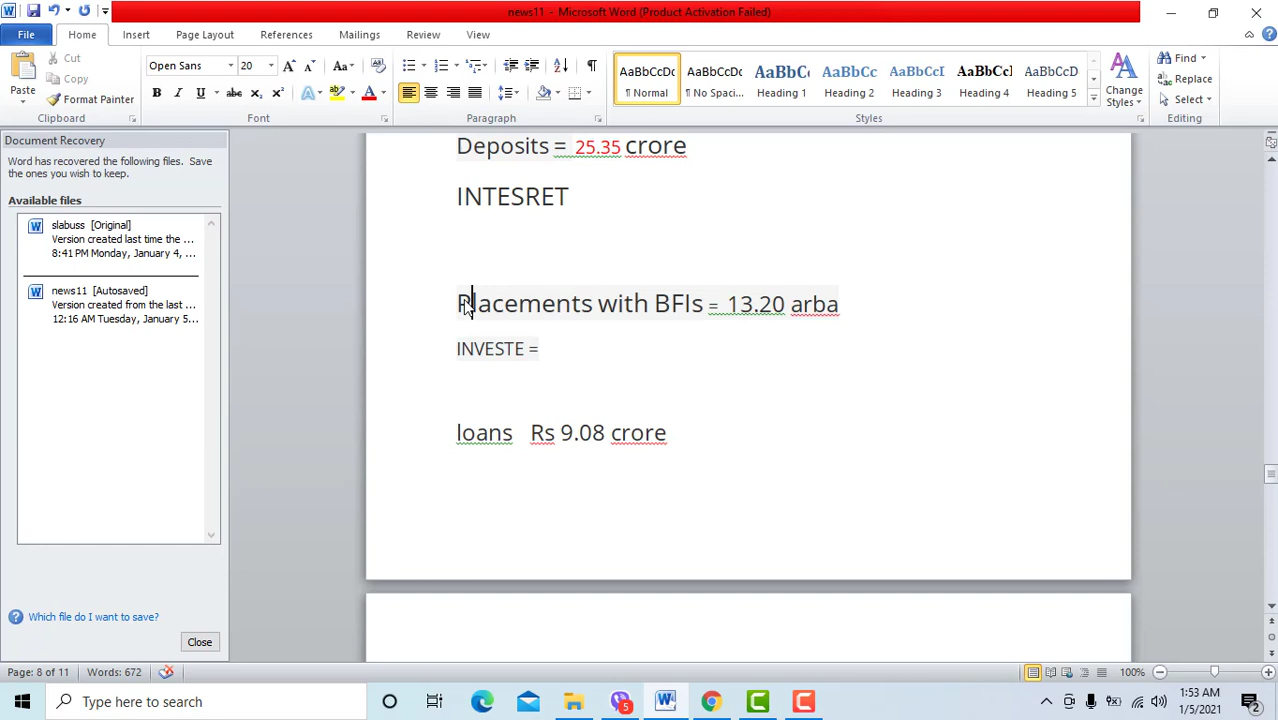 news11 - Microsoft Word (Product Activation Failed)
File Home Insert Page Layout References Mailings Review View
Paste
Cut
Copy
Format Painter
Clipboard
Open Sans 20
Font
Paragraph
AaBbCcDc AaBbCcDc AaBbCc AaBbCc AaBbCcI AaBbCcI AaBbCcDc
¶ Normal ¶ No Spaci... Heading 1 Heading 2 Heading 3 Heading 4 Heading 5
Change Styles
Styles
Find
Replace
Select
Editing
Document Recovery
Word has recovered the following files. Save
the ones you wish to keep.
Available files
slabuss [Original]
Version created last time the ...
8:41 PM Monday, January 4, ...
news11 [Autosaved]
Version created from the last ...
12:16 AM Tuesday, January 5...
Which file do I want to save?
Close
Deposits = 25.35 crore
INTESRET
Placements with BFIs = 13.20 arba
INVESTE =
loans Rs 9.08 crore
Page: 8 of 11 Words: 672
100%
Type here to search
5
1:53 AM
1/5/2021
2